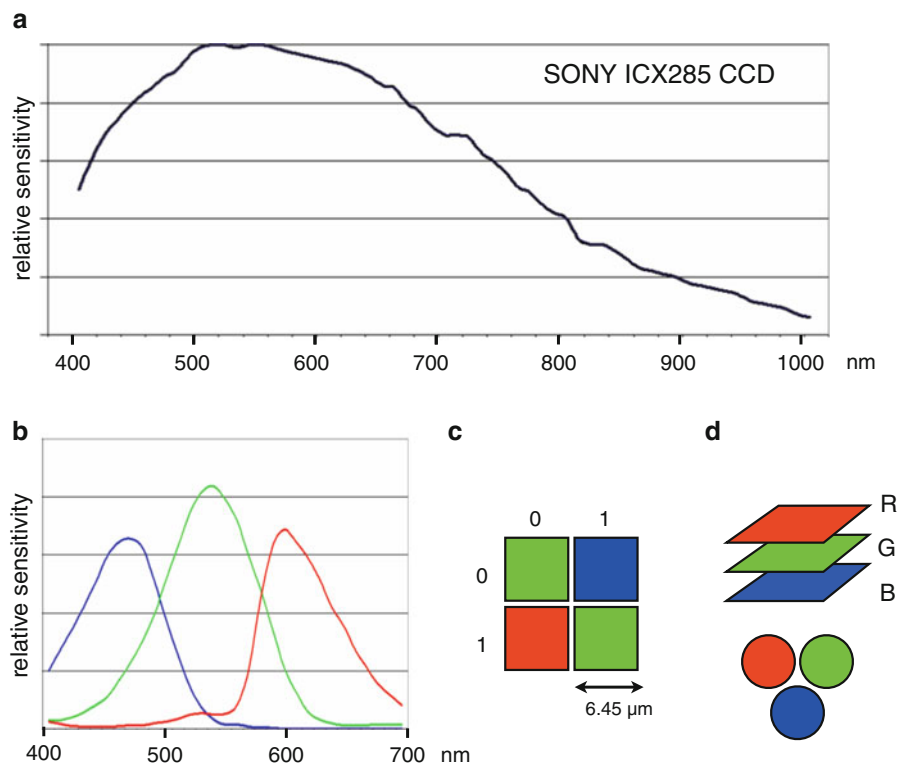 a
SONY ICX285 CCD
relative sensitivity
400 500 600 700 800 900 1000 nm
b
relative sensitivity
400 500 600 700 nm
c
0 1
0
1
6.45 µm
d
R
G
B